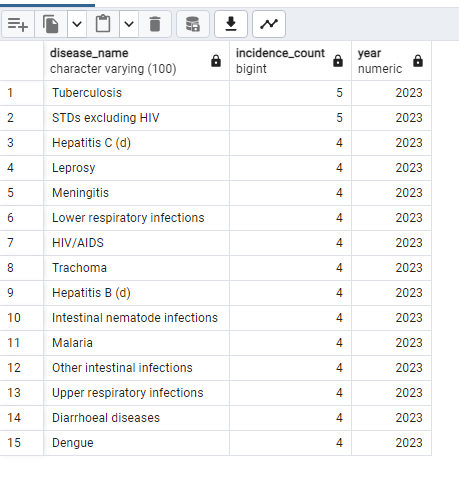 disease_name incidence_count year
character varying (100) bigint numeric
1 Tuberculosis 5 2023
2 STDs excluding HIV 5 2023
3 Hepatitis C (d) 4 2023
4 Leprosy 4 2023
5 Meningitis 4 2023
6 Lower respiratory infections 4 2023
7 HIV/AIDS 4 2023
8 Trachoma 4 2023
9 Hepatitis B (d) 4 2023
10 Intestinal nematode infections 4 2023
11 Malaria 4 2023
12 Other intestinal infections 4 2023
13 Upper respiratory infections 4 2023
14 Diarrhoeal diseases 4 2023
15 Dengue 4 2023